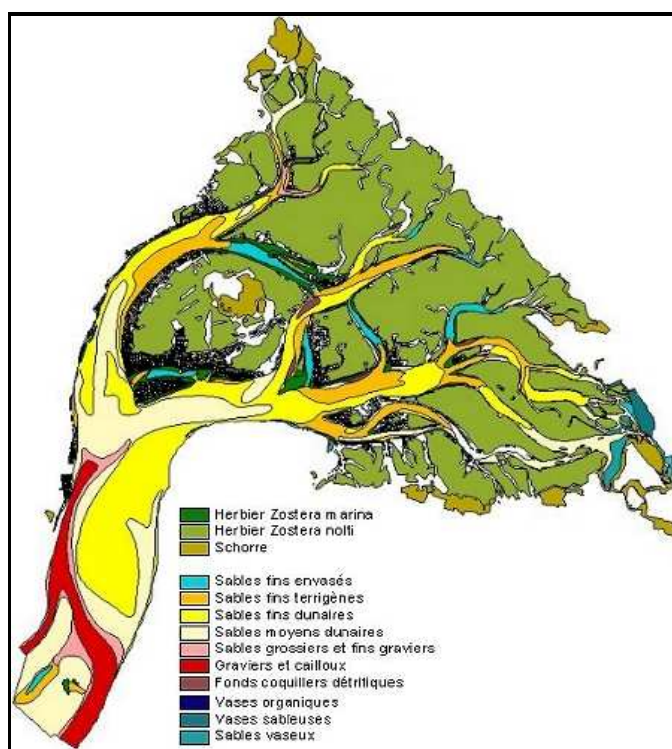 Herbier Zostera marina
Herbier Zostera nolti
Schorre
Sables fins envasés
Sables fins terrigènes
Sables fins dunaires
Sables moyens dunaires
Sables grossiers et fins graviers
Graviers et cailloux
Fonds coquilliers détritiques
Vases organiques
Vases sableuses
Sables vaseux